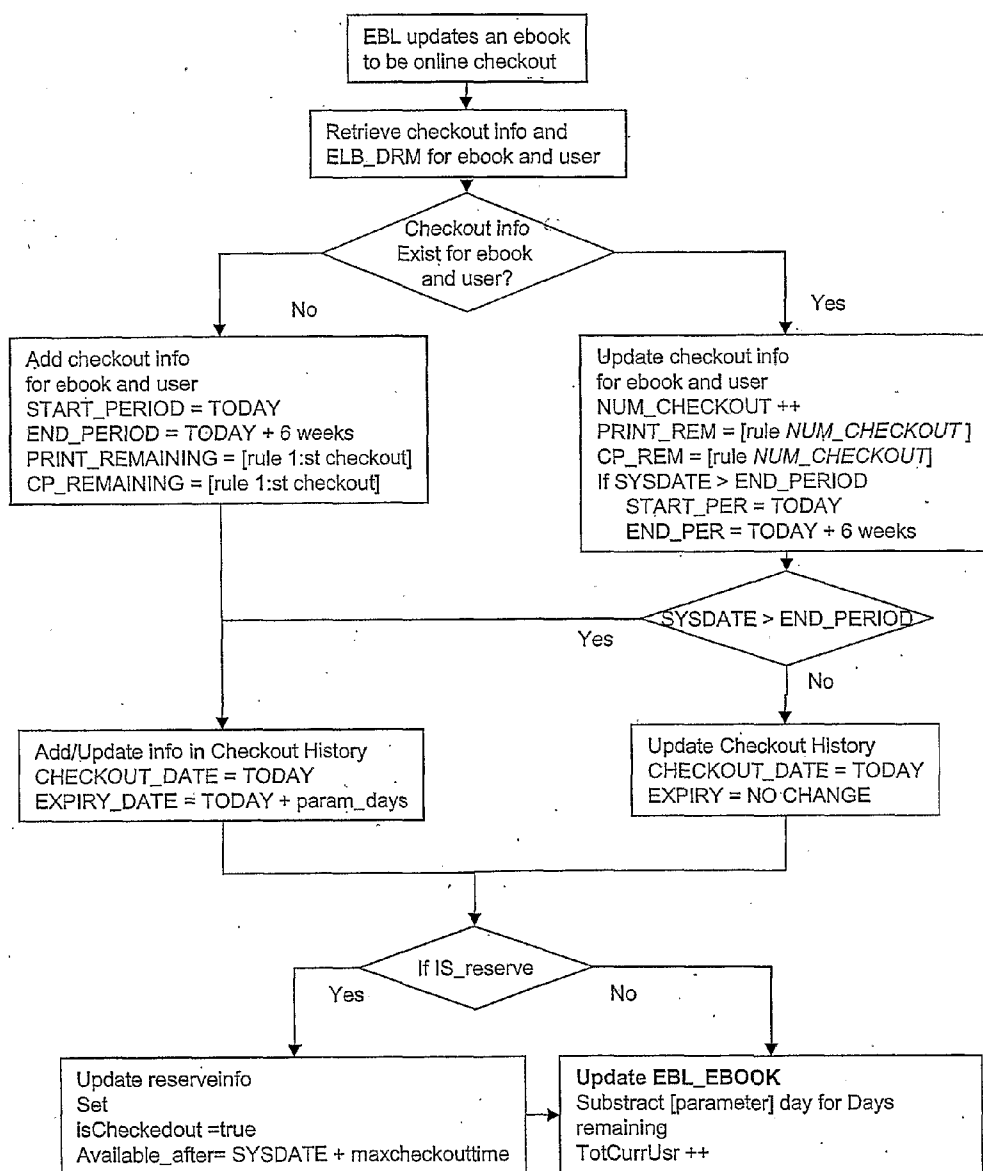 EBL updates an ebook
to be online checkout
Retrieve checkout info and
ELB_DRM for ebook and user
Checkout info
Exist for ebook
and user?
No
Yes
Add checkout info
for ebook and user
START_PERIOD = TODAY
END_PERIOD = TODAY + 6 weeks
PRINT_REMAINING = [rule 1:st checkout]
CP_REMAINING = [rule 1:st checkout]
Update checkout info
for ebook and user
NUM_CHECKOUT ++
PRINT_REM = [rule NUM_CHECKOUT]
CP_REM = [rule NUM_CHECKOUT]
If SYSDATE > END_PERIOD
START_PER = TODAY
END_PER = TODAY + 6 weeks
SYSDATE > END_PERIOD
Yes
No
Add/Update info in Checkout History
CHECKOUT_DATE = TODAY
EXPIRY_DATE = TODAY + param_days
Update Checkout History
CHECKOUT_DATE = TODAY
EXPIRY = NO CHANGE
If IS_reserve
Yes
No
Update reserveinfo
Set
isCheckedout =true
Available_after= SYSDATE + maxcheckouttime
Update EBL_EBOOK
Substract [parameter] day for Days
remaining
TotCurrUsr ++